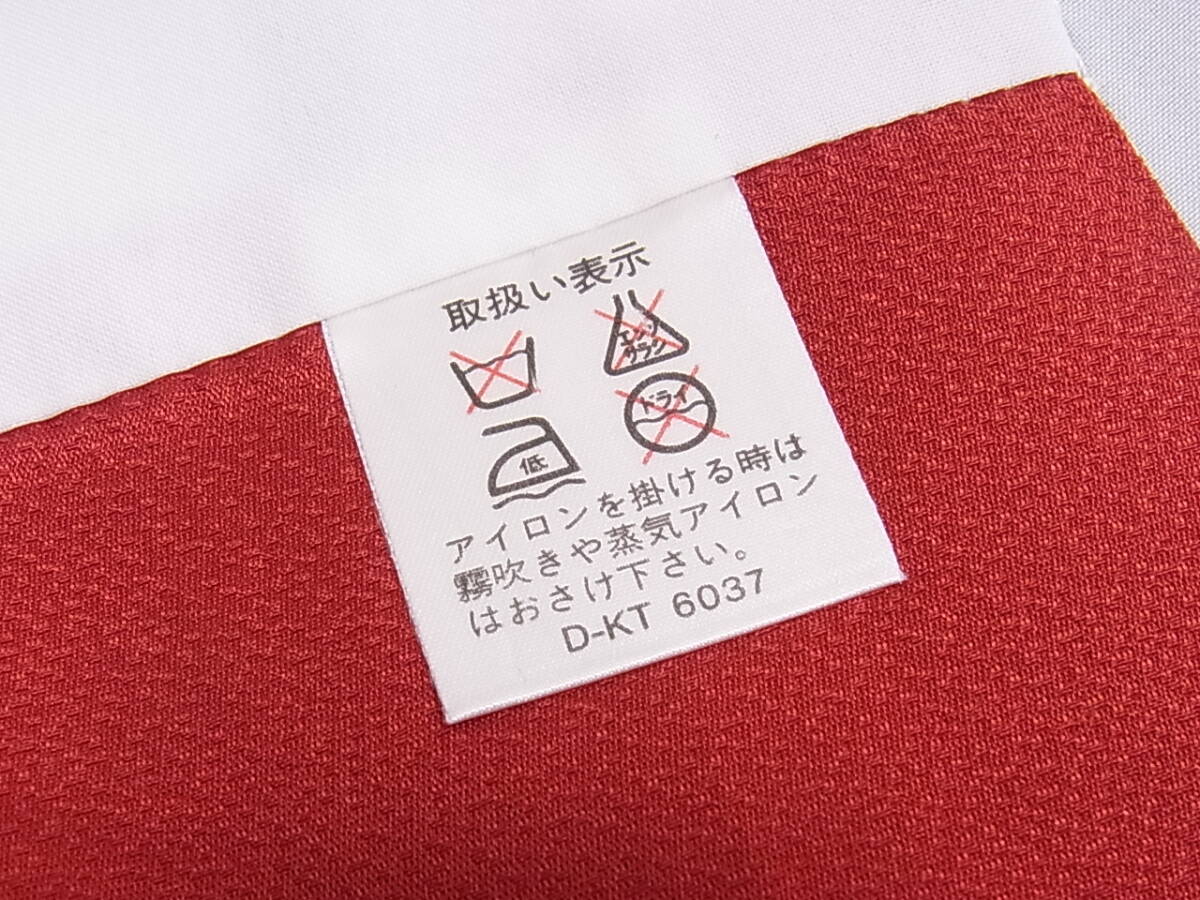 取扱い表示
エンソ
サラシ
ドライ
低
アイロンを掛ける時は
霧吹きや蒸気アイロン
はおさけ下さい。
D-KT 6037